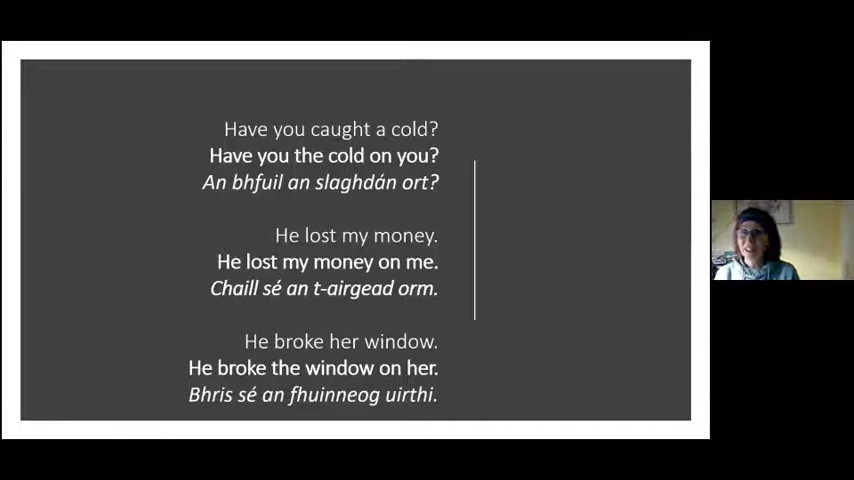 Have you caught a cold?
Have you the cold on you?
An bhfuil an slaghdán ort?
He lost my money.
He lost my money on me.
Chaill sé an t-airgead orm.
He broke her window.
He broke the window on her.
Bhris sé an fhuinneog uirthi.